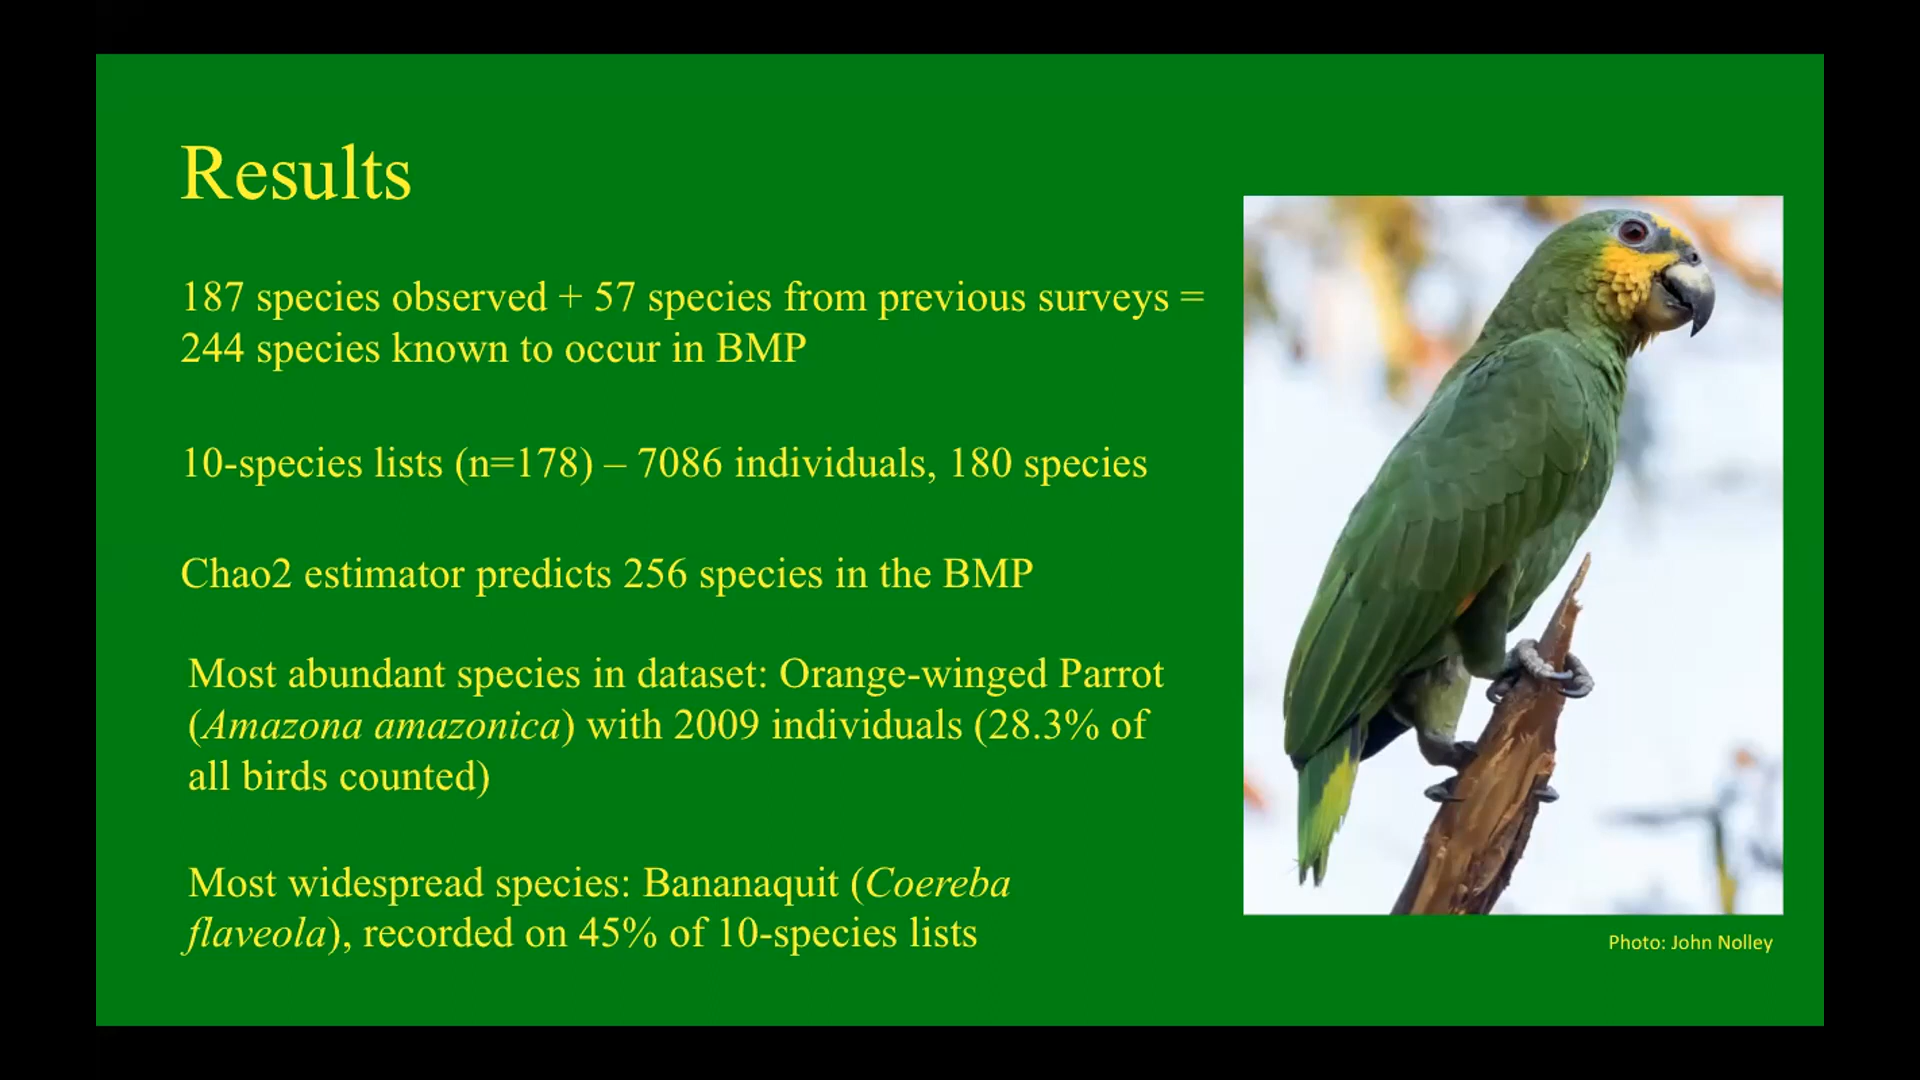 Results
187 species observed + 57 species from previous surveys =
244 species known to occur in BMP
10-species lists (n=178) – 7086 individuals, 180 species
Chao2 estimator predicts 256 species in the BMP
Most abundant species in dataset: Orange-winged Parrot
(Amazona amazonica) with 2009 individuals (28.3% of
all birds counted)
Most widespread species: Bananaquit (Coereba
flaveola), recorded on 45% of 10-species lists
Photo: John Nolley